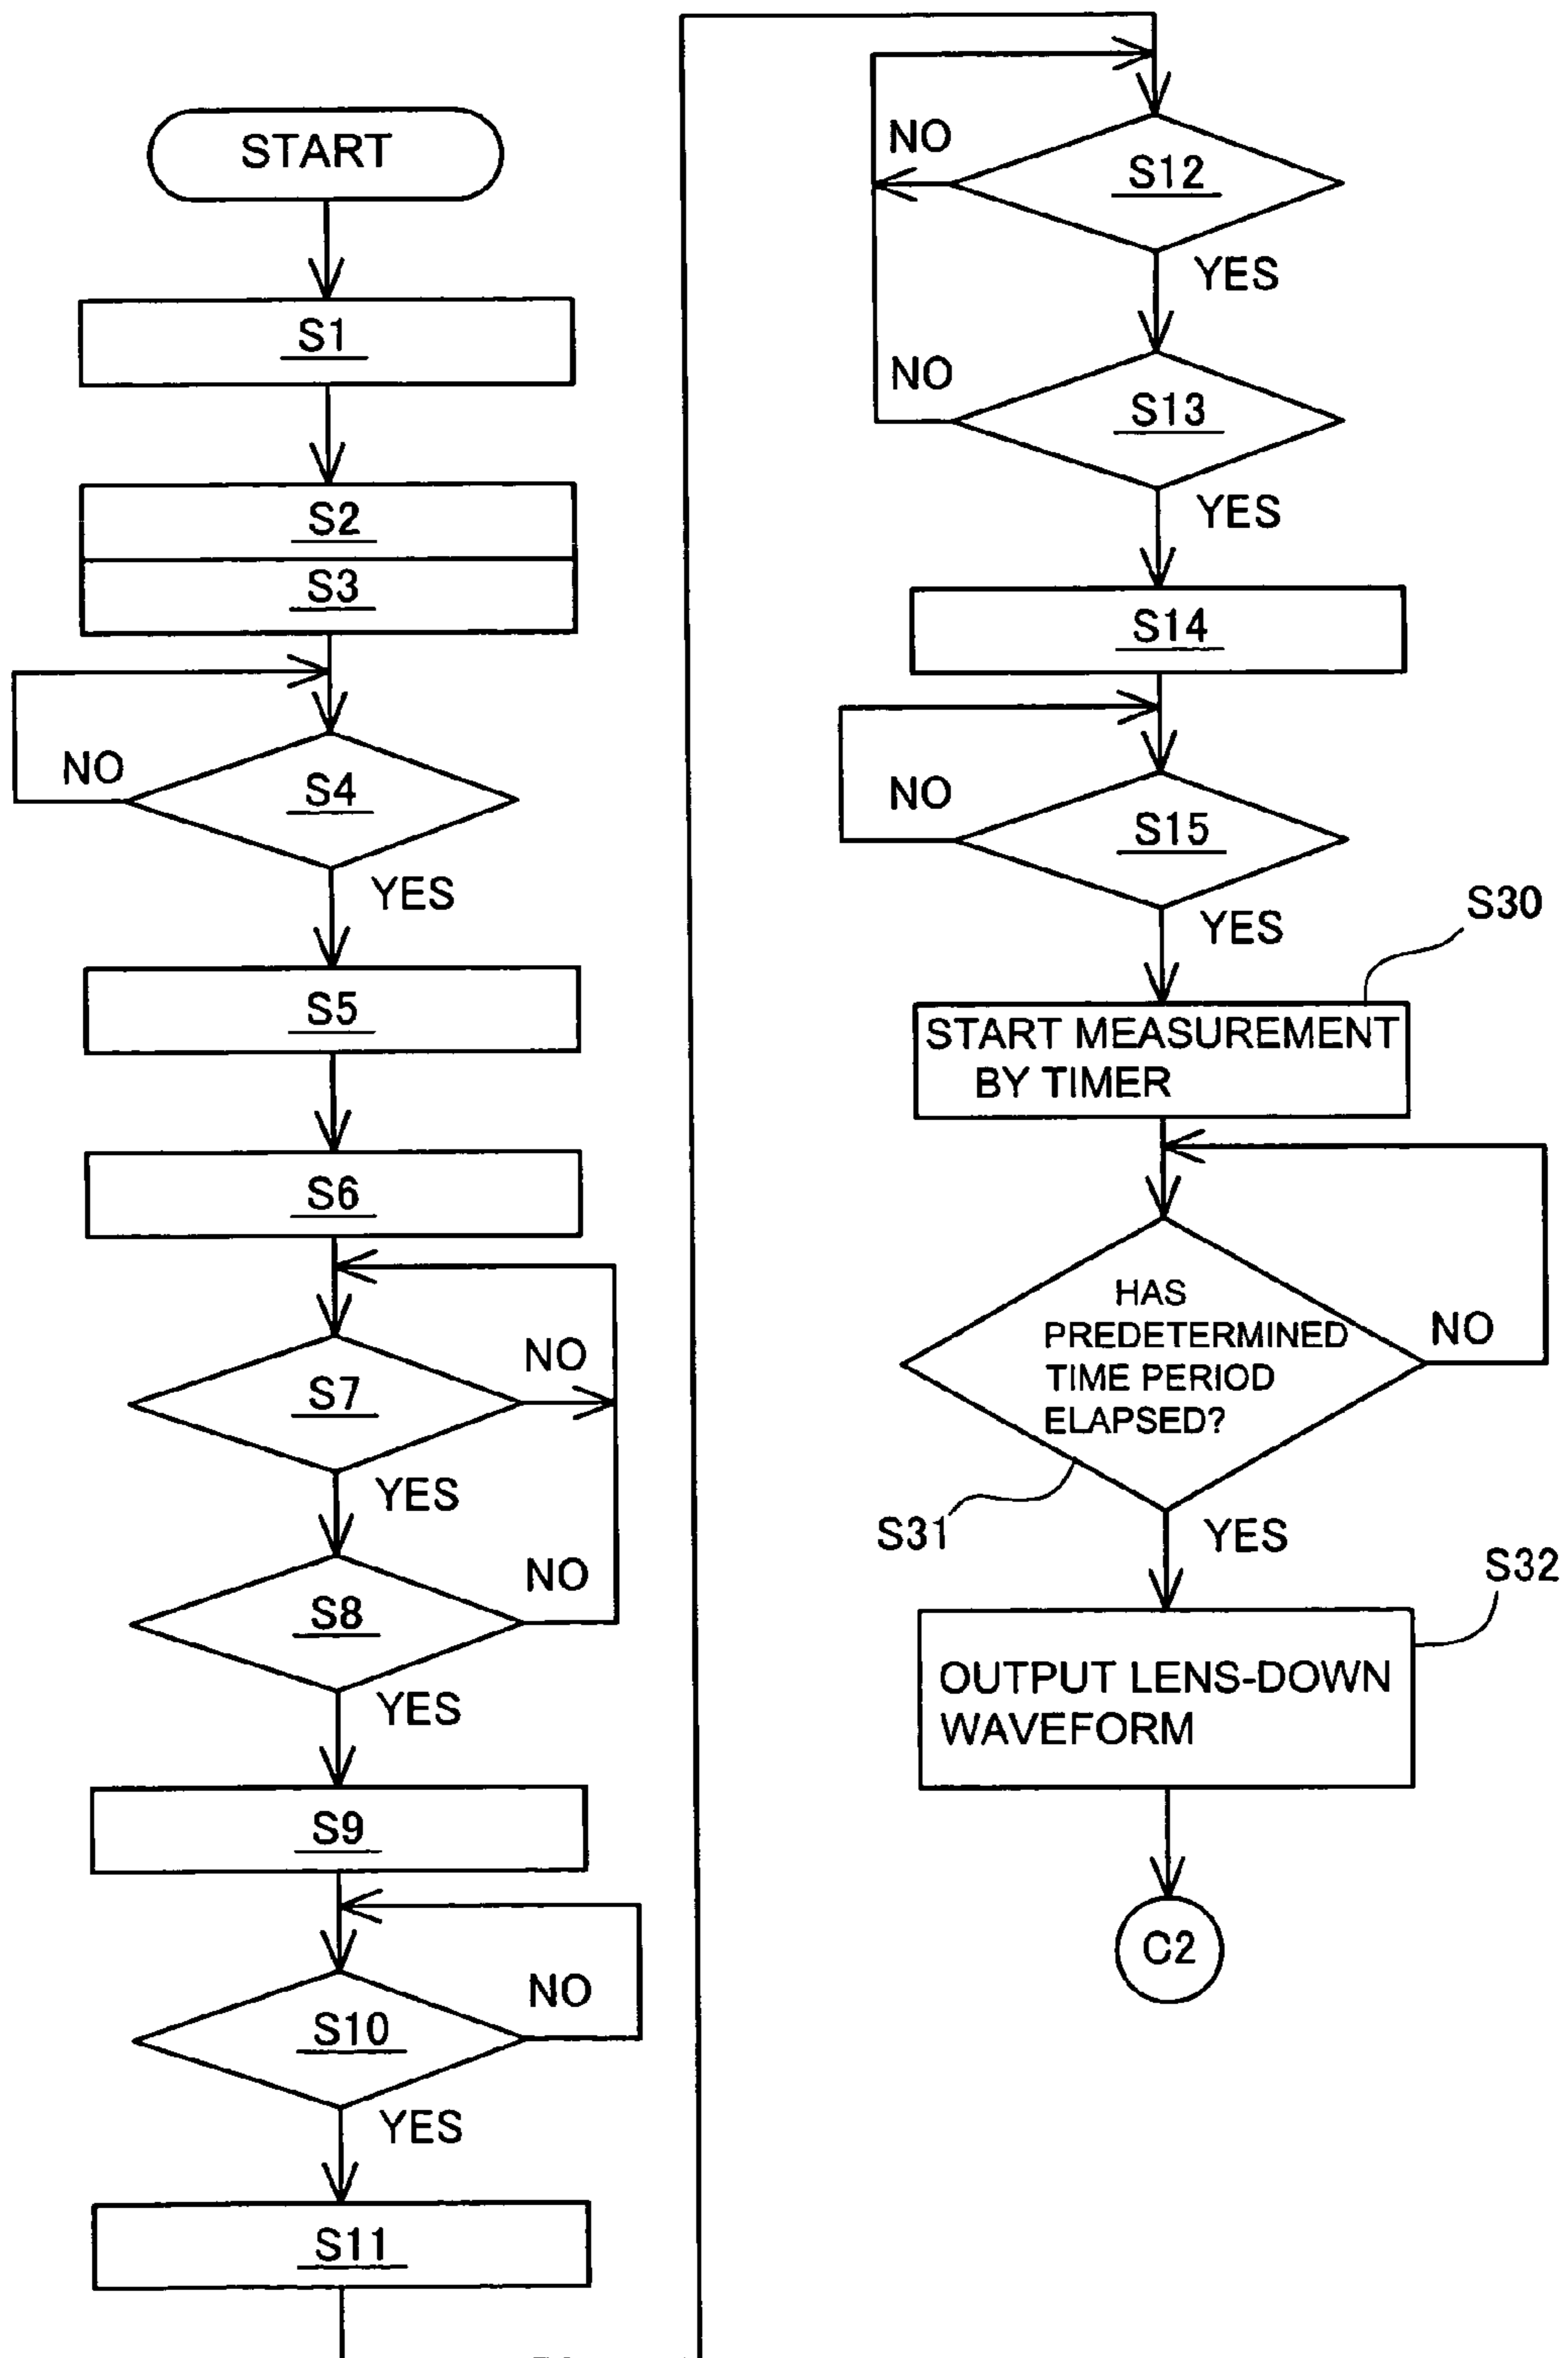 START
S1
S2
S3
NO
S4
YES
S5
S6
NO
S7
YES
NO
S8
YES
S9
NO
S10
YES
S11
NO
S12
YES
NO
S13
YES
S14
NO
S15
YES
S30
START MEASUREMENT
BY TIMER
HAS
PREDETERMINED
TIME PERIOD
ELAPSED?
NO
S31
YES
S32
OUTPUT LENS-DOWN
WAVEFORM
C2